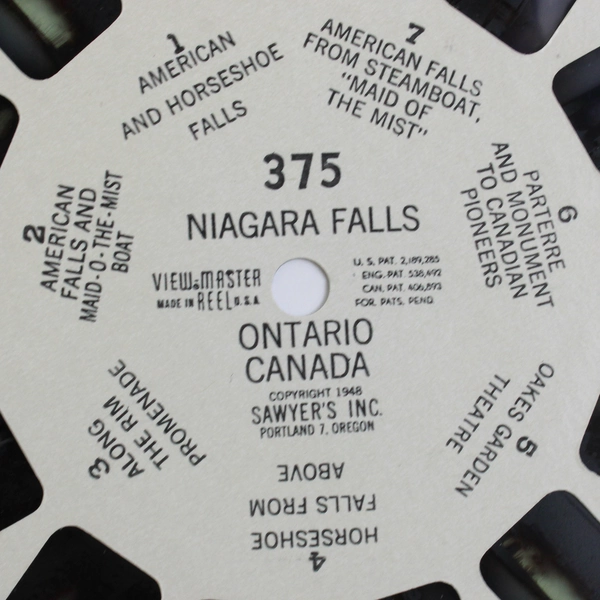 375
NIAGARA FALLS
VIEW-MASTER
MADE IN REEL U.S.A.
U.S. PAT. 2,189,285
ENG. PAT. 538,492
CAN. PAT. 406,893
FOR. PATS. PEND
ONTARIO
CANADA
COPYRIGHT 1948
SAWYER'S INC.
PORTLAND 7, OREGON
1
AMERICAN
AND HORSESHOE
FALLS
2
AMERICAN
FALLS AND
MAID-O-THE-MIST
BOAT
3
ALONG
THE RIM
PROMENADE
4
HORSESHOE
FALLS FROM
ABOVE
5
OAKES GARDEN
THEATRE
6
PARTERRE
AND MONUMENT
TO CANADIAN
PIONEERS
7
AMERICAN FALLS
FROM STEAMBOAT,
"MAID OF
THE MIST"